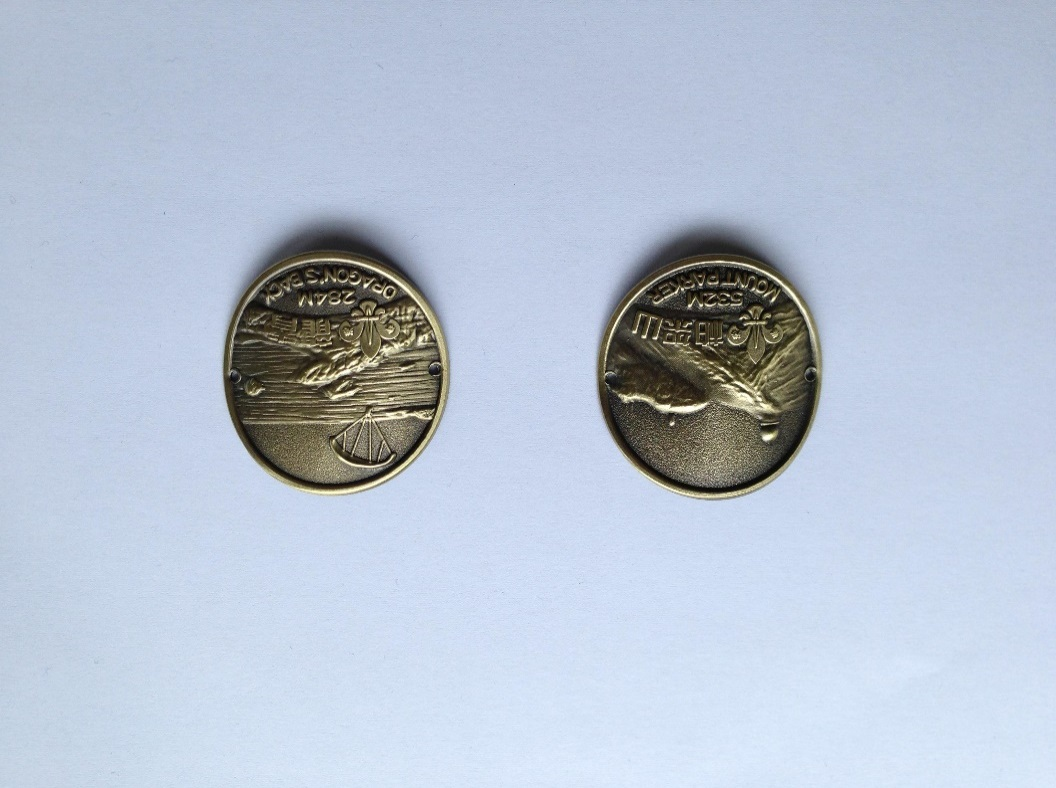 柏架山
532M
MOUNT PARKER
龍脊
284M
DRAGON'S BACK